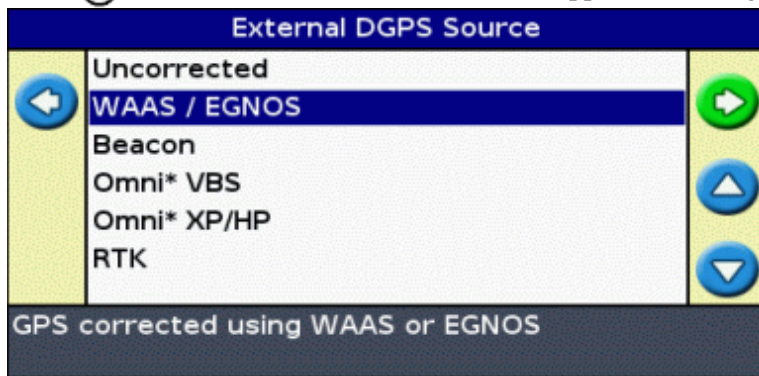 External DGPS Source
Uncorrected
WAAS / EGNOS
Beacon
Omni* VBS
Omni* XP/HP
RTK
GPS corrected using WAAS or EGNOS